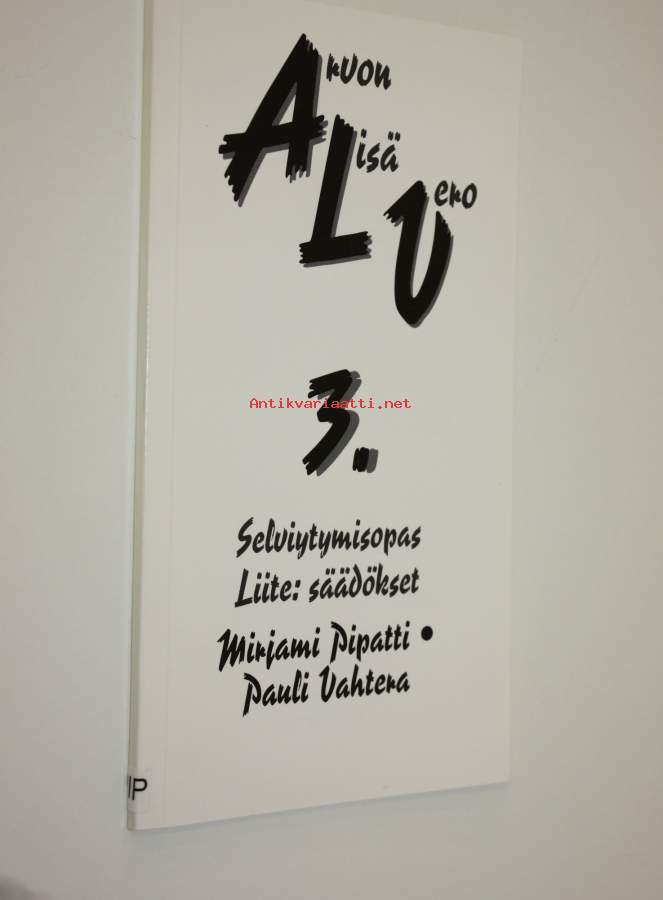 Arvon
Lisä
Vero
3.
Antikvariaatti.net
Selviytymisopas
Liite: säädökset
Mirjami Pipatti •
Pauli Vahtera
IP